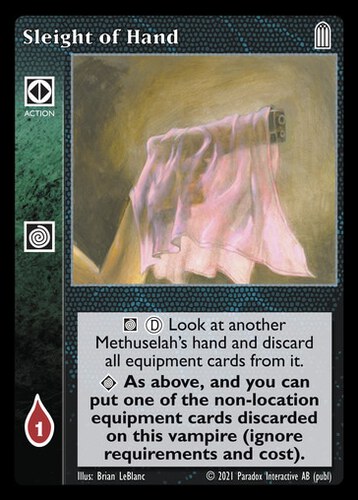 Sleight of Hand
ACTION
D Look at another
Methuselah's hand and discard
all equipment cards from it.
As above, and you can
put one of the non-location
equipment cards discarded
on this vampire (ignore
requirements and cost).
1
Illus: Brian LeBlanc © 2021 Paradox Interactive AB (publ)